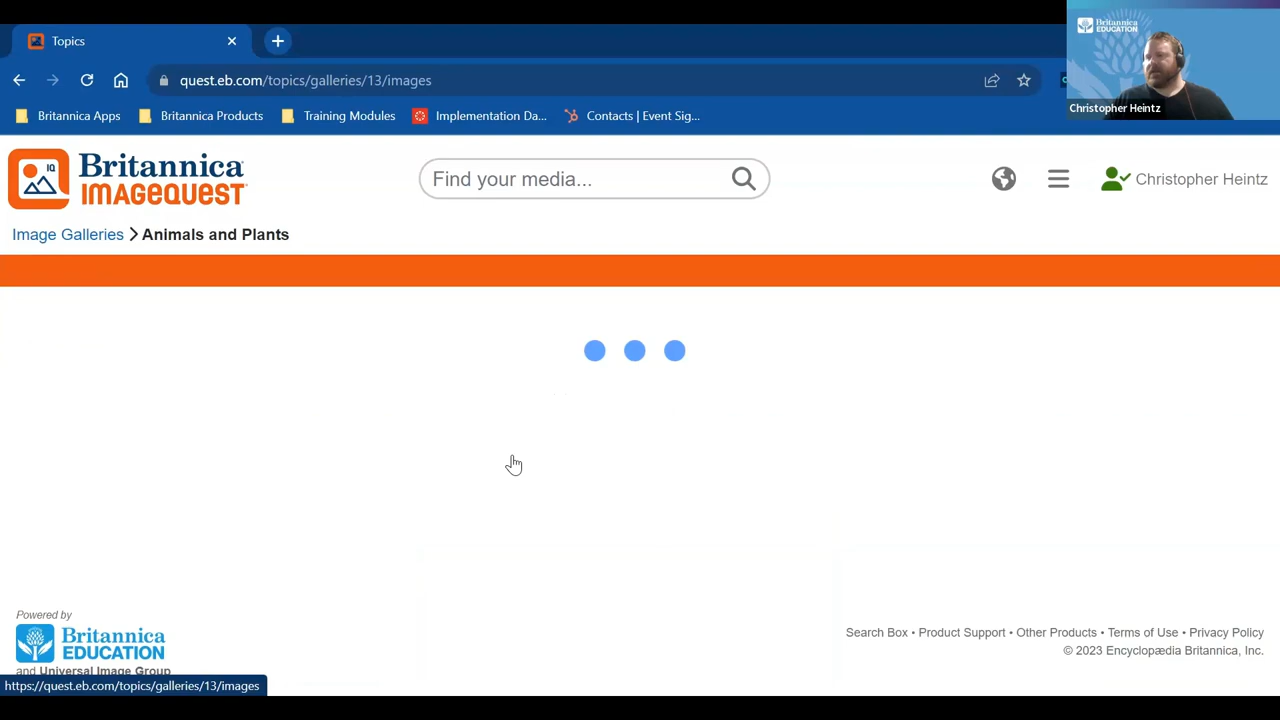 Topics
quest.eb.com/topics/galleries/13/images
Britannica Apps
Britannica Products
Training Modules
Implementation Da...
Contacts | Event Sig...
Britannica
EDUCATION
Christopher Heintz
IQ
Britannica
IMAGEQUEST
Find your media...
Christopher Heintz
Image Galleries
Animals and Plants
Powered by
Britannica
EDUCATION
and Universal Image Group
Search Box • Product Support • Other Products • Terms of Use • Privacy Policy
© 2023 Encyclopædia Britannica, Inc.
https://quest.eb.com/topics/galleries/13/images